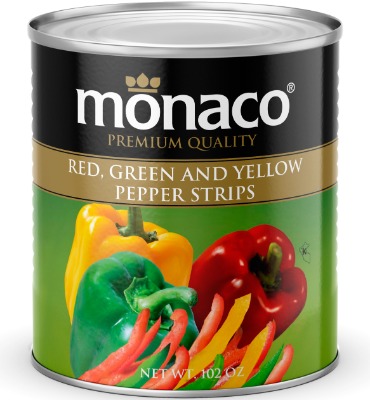 monaco®
PREMIUM QUALITY
RED, GREEN AND YELLOW
PEPPER STRIPS
NET WT. 102 OZ